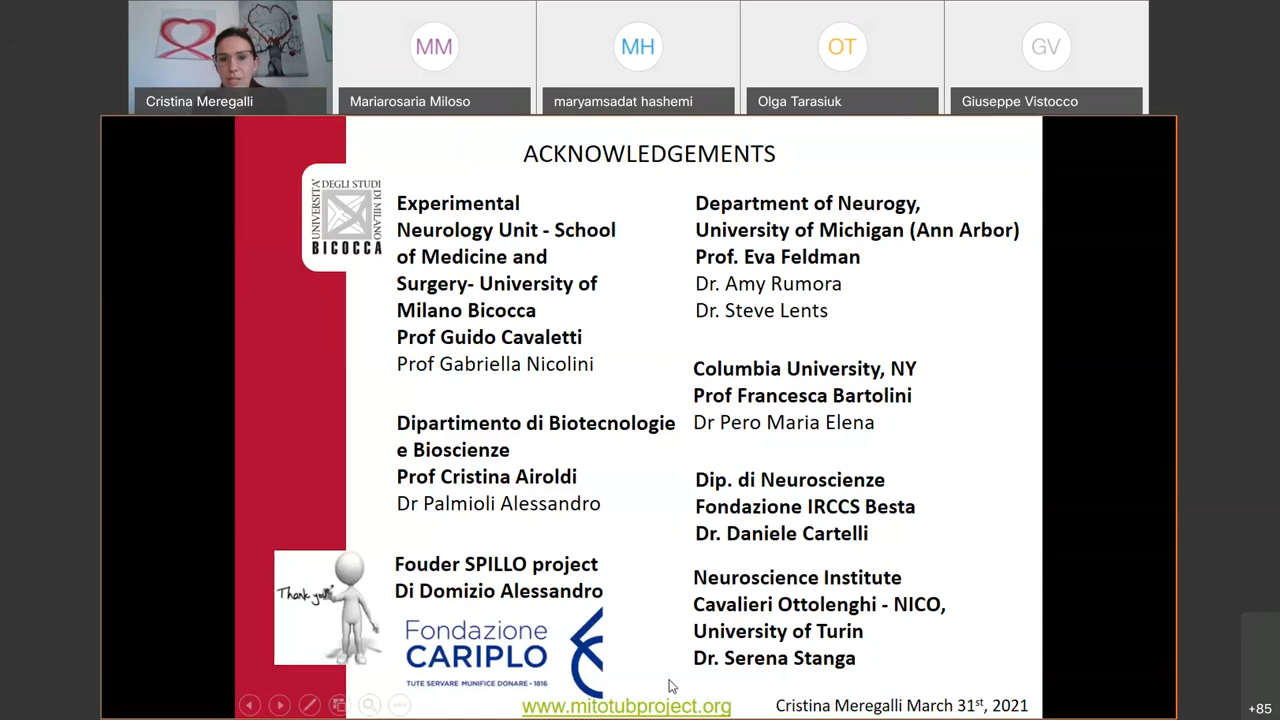 MM
MH
OT
GV
Cristina Meregalli
Mariarosaria Miloso
maryamsadat hashemi
Olga Tarasiuk
Giuseppe Vistocco
ACKNOWLEDGEMENTS
UNIVERSITA'
DEGLI STUDI
DI MILANO
BICOCCA
Experimental
Neurology Unit - School
of Medicine and
Surgery- University of
Milano Bicocca
Prof Guido Cavaletti
Prof Gabriella Nicolini
Dipartimento di Biotecnologie
e Bioscienze
Prof Cristina Airoldi
Dr Palmioli Alessandro
Fouder SPILLO project
Di Domizio Alessandro
Thank you
Fondazione
CARIPLO
TUTE SERVARE MUNIFICE DONARE · 1816
Department of Neurogy,
University of Michigan (Ann Arbor)
Prof. Eva Feldman
Dr. Amy Rumora
Dr. Steve Lents
Columbia University, NY
Prof Francesca Bartolini
Dr Pero Maria Elena
Dip. di Neuroscienze
Fondazione IRCCS Besta
Dr. Daniele Cartelli
Neuroscience Institute
Cavalieri Ottolenghi - NICO,
University of Turin
Dr. Serena Stanga
www.mitotubproject.org
Cristina Meregalli March 31st, 2021
+85